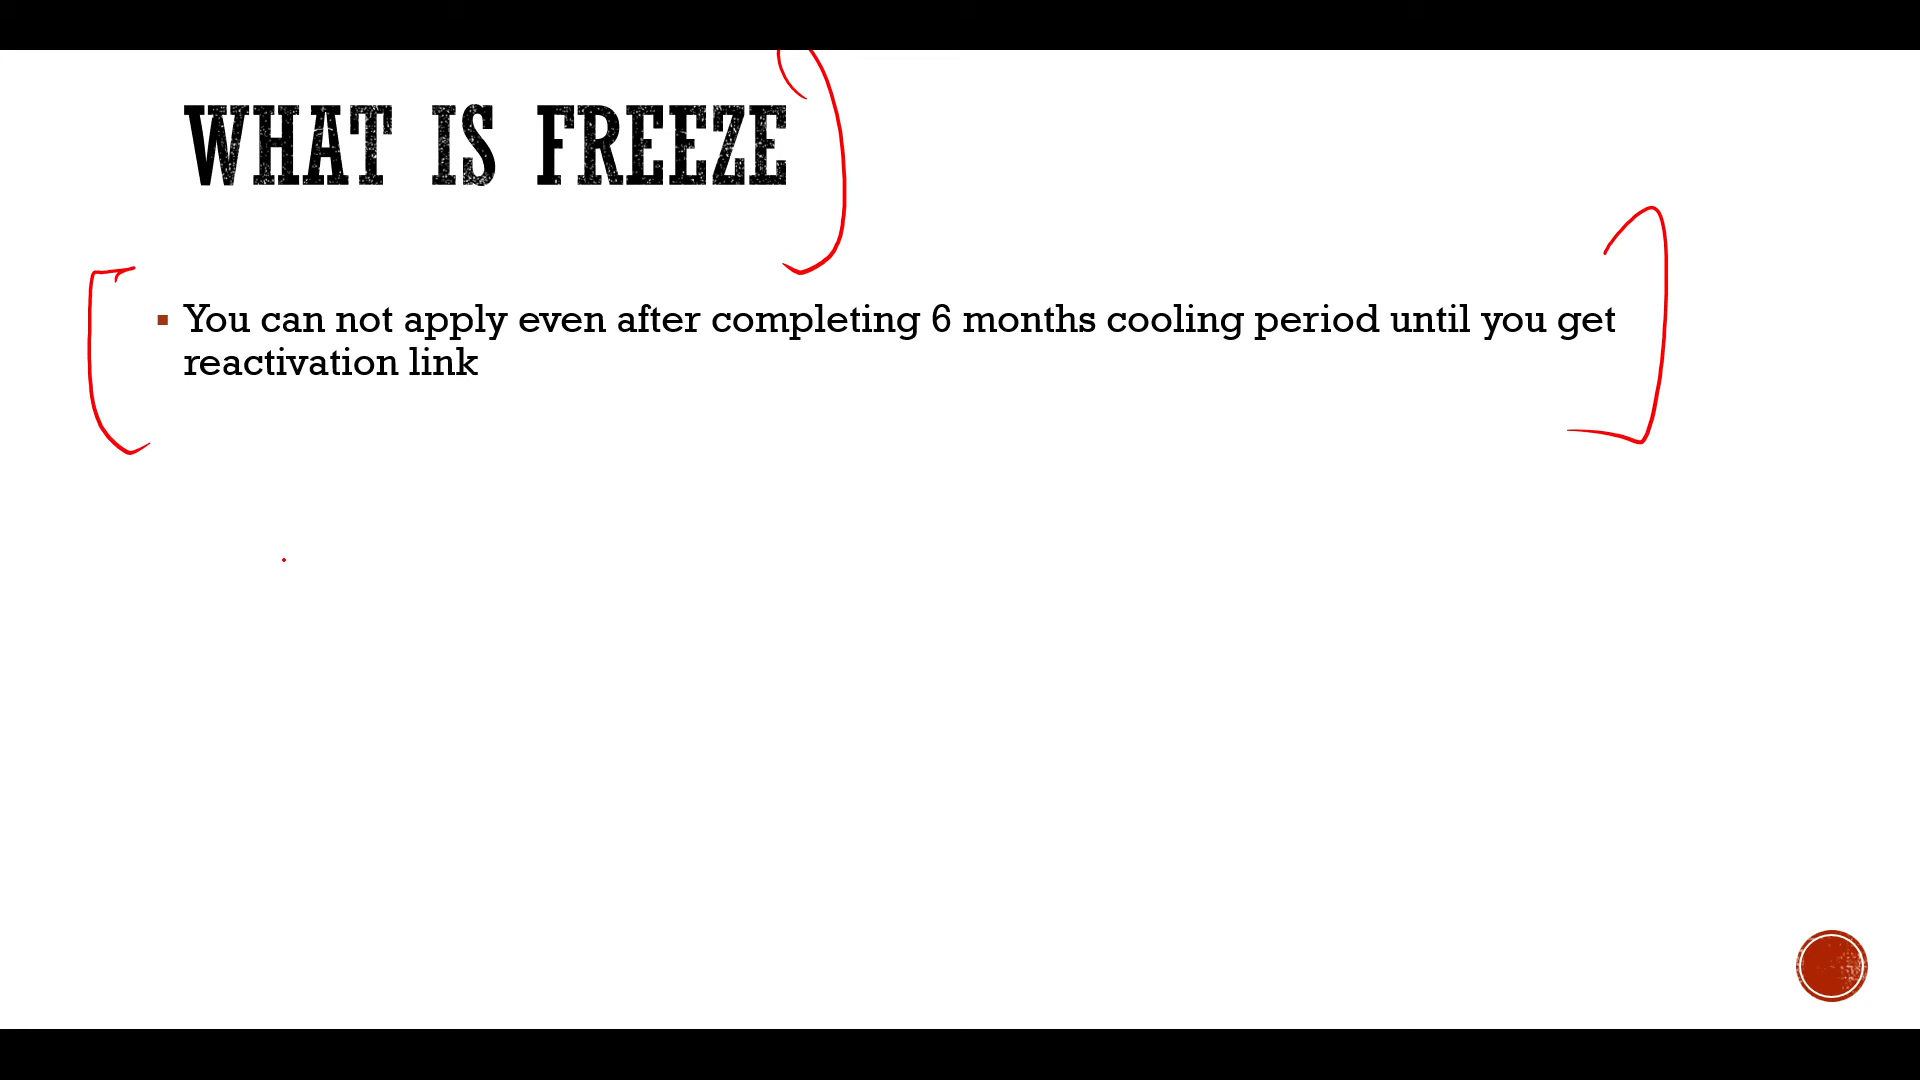 WHAT IS FREEZE
You can not apply even after completing 6 months cooling period until you get
reactivation link